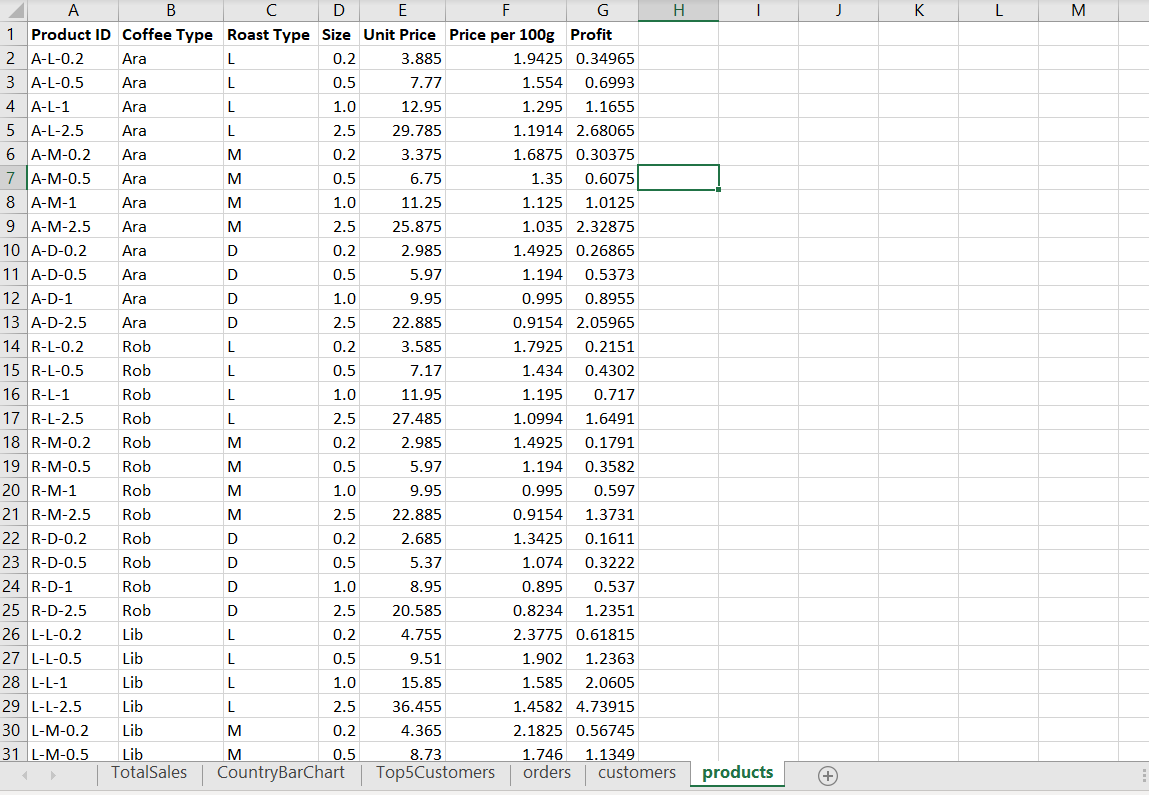 A B C D E F G H I J K L M
1 Product ID Coffee Type Roast Type Size Unit Price Price per 100g Profit
2 A-L-0.2 Ara L 0.2 3.885 1.9425 0.34965
3 A-L-0.5 Ara L 0.5 7.77 1.554 0.6993
4 A-L-1 Ara L 1.0 12.95 1.295 1.1655
5 A-L-2.5 Ara L 2.5 29.785 1.1914 2.68065
6 A-M-0.2 Ara M 0.2 3.375 1.6875 0.30375
7 A-M-0.5 Ara M 0.5 6.75 1.35 0.6075
8 A-M-1 Ara M 1.0 11.25 1.125 1.0125
9 A-M-2.5 Ara M 2.5 25.875 1.035 2.32875
10 A-D-0.2 Ara D 0.2 2.985 1.4925 0.26865
11 A-D-0.5 Ara D 0.5 5.97 1.194 0.5373
12 A-D-1 Ara D 1.0 9.95 0.995 0.8955
13 A-D-2.5 Ara D 2.5 22.885 0.9154 2.05965
14 R-L-0.2 Rob L 0.2 3.585 1.7925 0.2151
15 R-L-0.5 Rob L 0.5 7.17 1.434 0.4302
16 R-L-1 Rob L 1.0 11.95 1.195 0.717
17 R-L-2.5 Rob L 2.5 27.485 1.0994 1.6491
18 R-M-0.2 Rob M 0.2 2.985 1.4925 0.1791
19 R-M-0.5 Rob M 0.5 5.97 1.194 0.3582
20 R-M-1 Rob M 1.0 9.95 0.995 0.597
21 R-M-2.5 Rob M 2.5 22.885 0.9154 1.3731
22 R-D-0.2 Rob D 0.2 2.685 1.3425 0.1611
23 R-D-0.5 Rob D 0.5 5.37 1.074 0.3222
24 R-D-1 Rob D 1.0 8.95 0.895 0.537
25 R-D-2.5 Rob D 2.5 20.585 0.8234 1.2351
26 L-L-0.2 Lib L 0.2 4.755 2.3775 0.61815
27 L-L-0.5 Lib L 0.5 9.51 1.902 1.2363
28 L-L-1 Lib L 1.0 15.85 1.585 2.0605
29 L-L-2.5 Lib L 2.5 36.455 1.4582 4.73915
30 L-M-0.2 Lib M 0.2 4.365 2.1825 0.56745
31 L-M-0.5 Lib M 0.5 8.73 1.746 1.1349
TotalSales CountryBarChart Top5Customers orders customers products